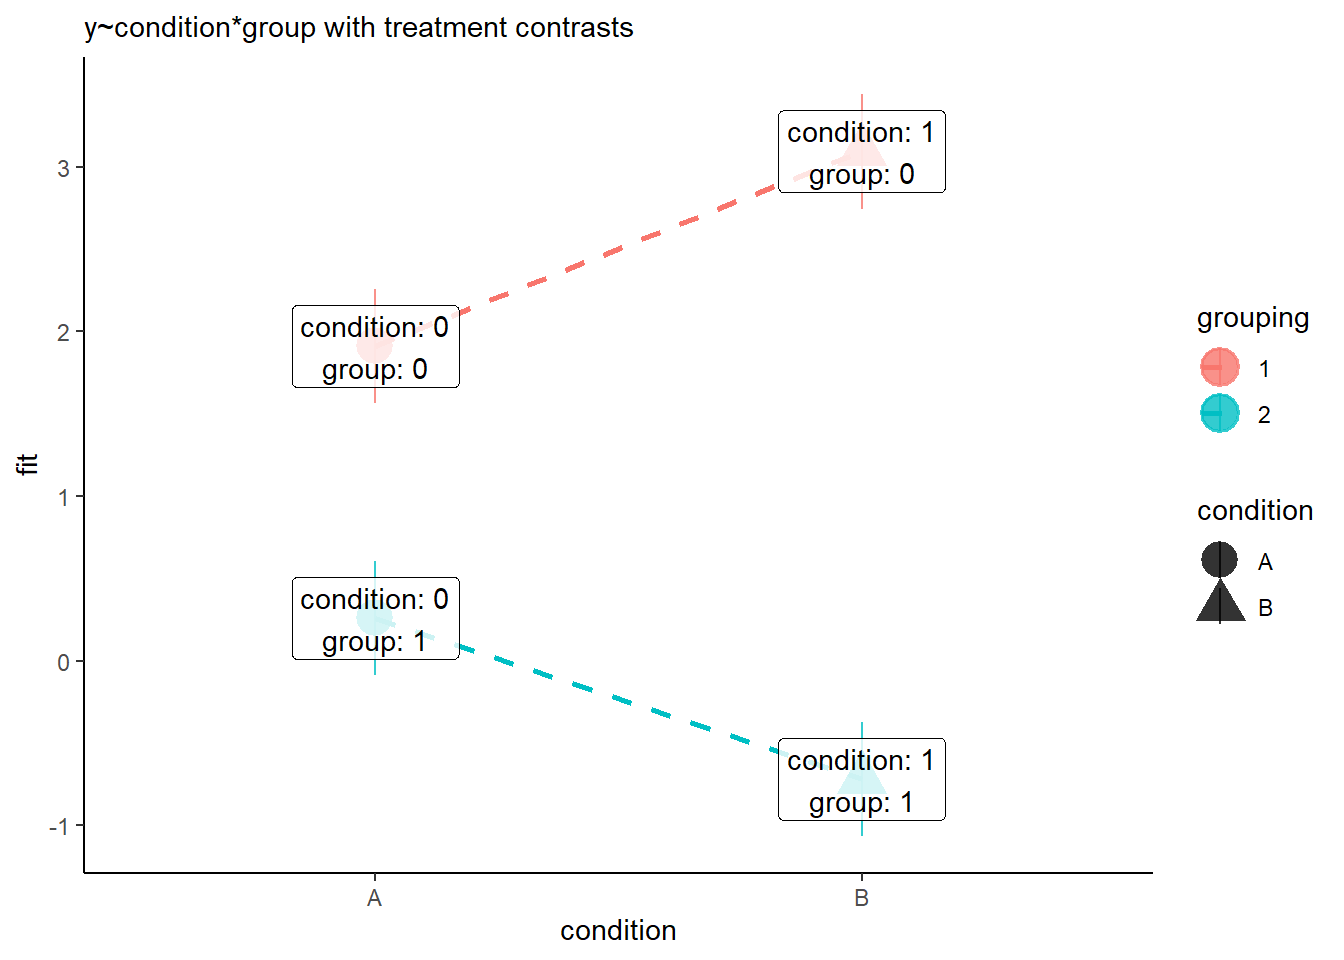 y~condition*group with treatment contrasts
fit
3
2
1
0
-1
condition: 1
group: 0
condition: 0
group: 0
condition: 0
group: 1
condition: 1
group: 1
A
B
condition
grouping
1
2
condition
A
B